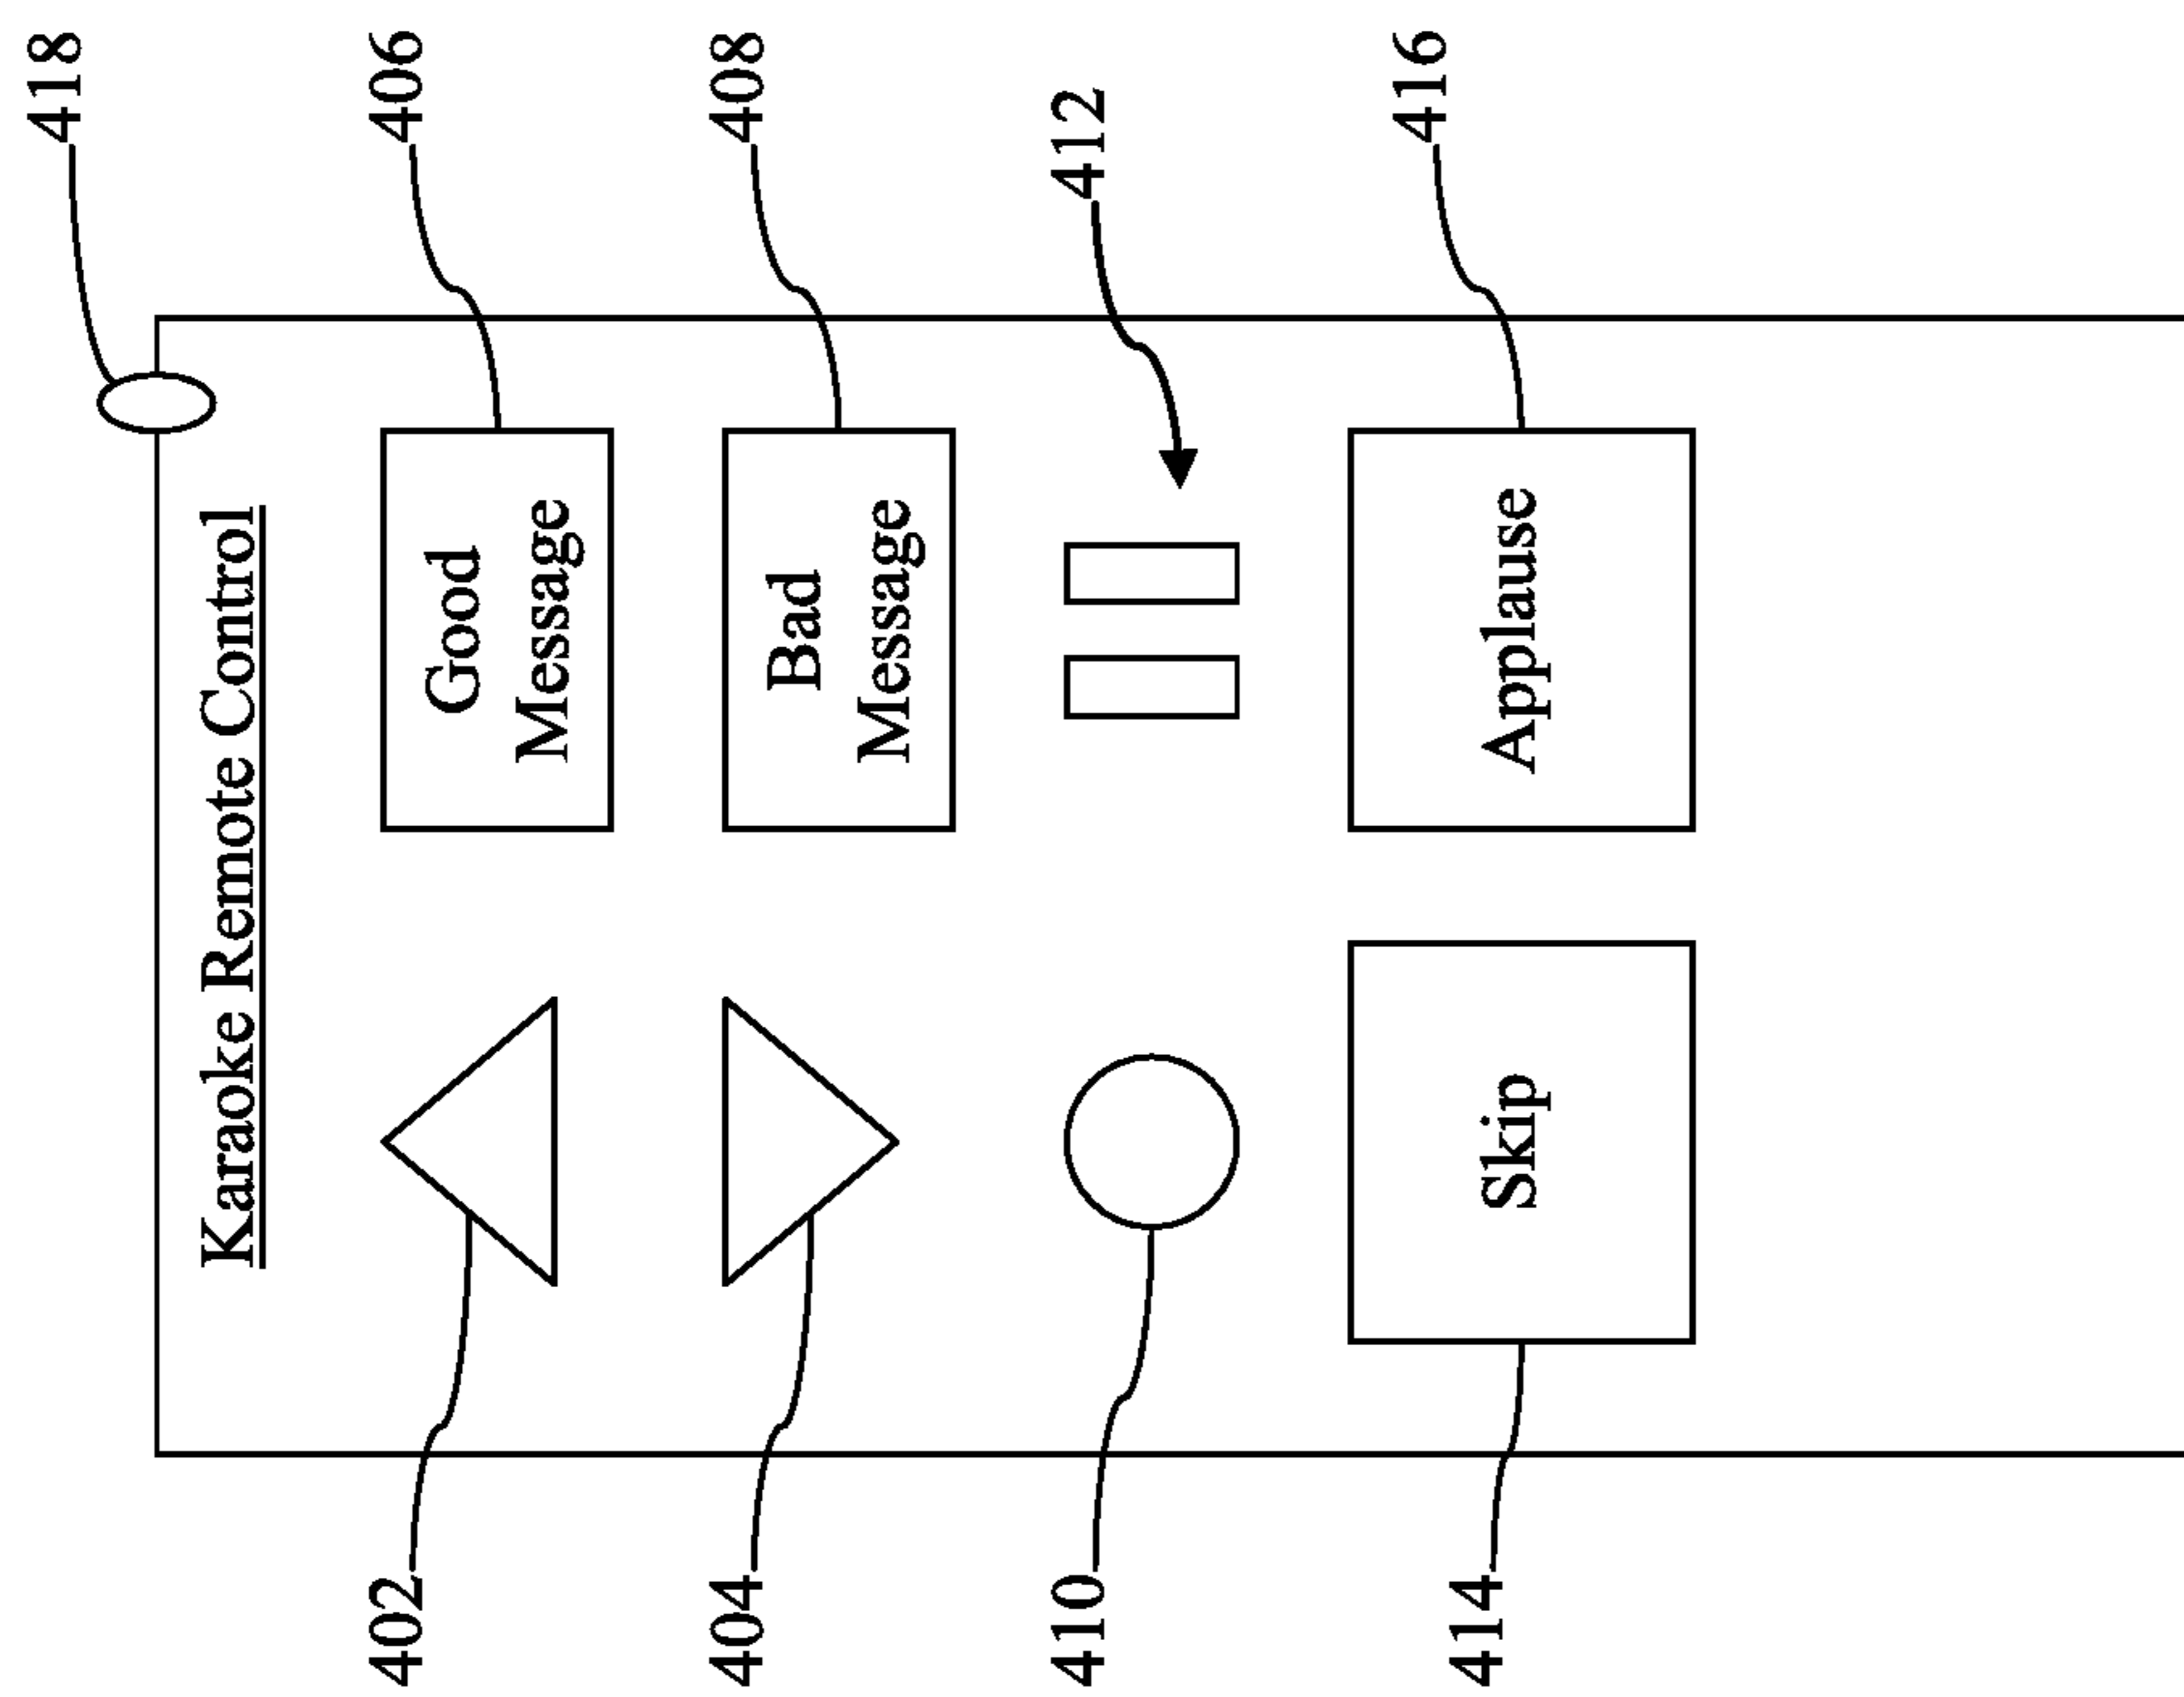 418
Karaoke Remote Control
402
Good
Message
406
404
Bad
Message
408
410
412
Skip
Applause
414
416